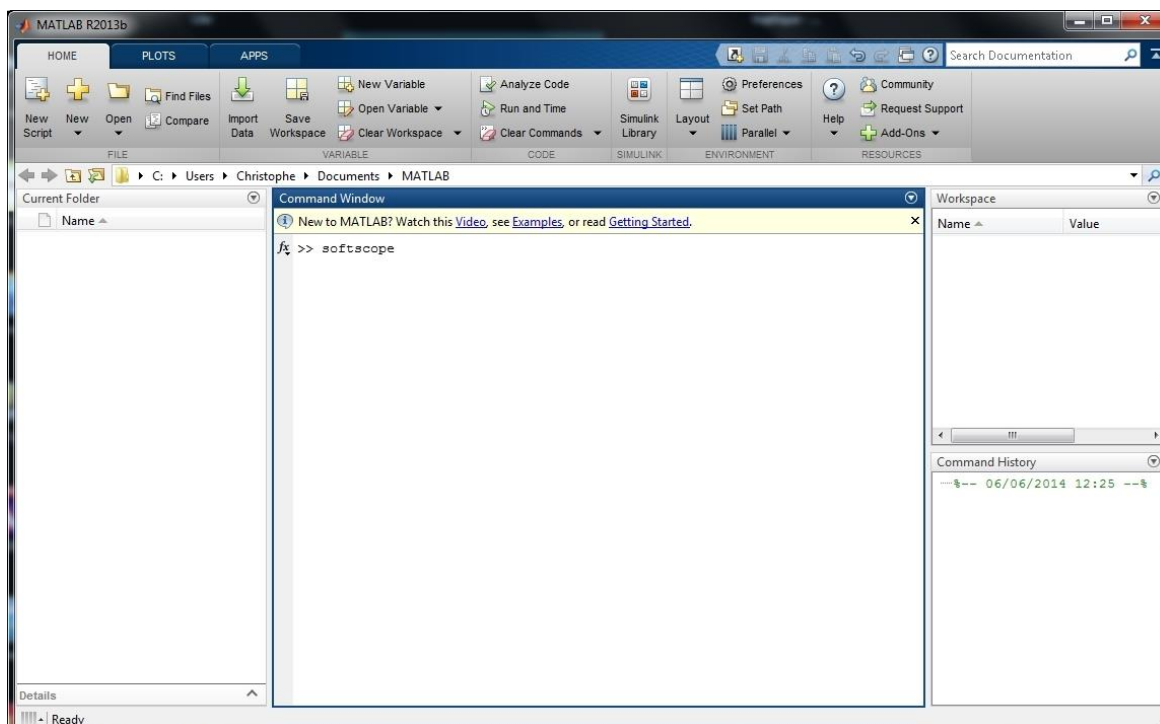 MATLAB R2013b
HOME PLOTS APPS
Search Documentation
New Script
New
Open
Find Files
Compare
FILE
Import Data
Save Workspace
New Variable
Open Variable
Clear Workspace
VARIABLE
Analyze Code
Run and Time
Clear Commands
CODE
Simulink Library
SIMULINK
Layout
Preferences
Set Path
Parallel
ENVIRONMENT
Help
Community
Request Support
Add-Ons
RESOURCES
C: Users Christophe Documents MATLAB
Current Folder
Name
Command Window
New to MATLAB? Watch this Video, see Examples, or read Getting Started.
fx >> softscope
Workspace
Name Value
Command History
%-- 06/06/2014 12:25 --%
Details
Ready